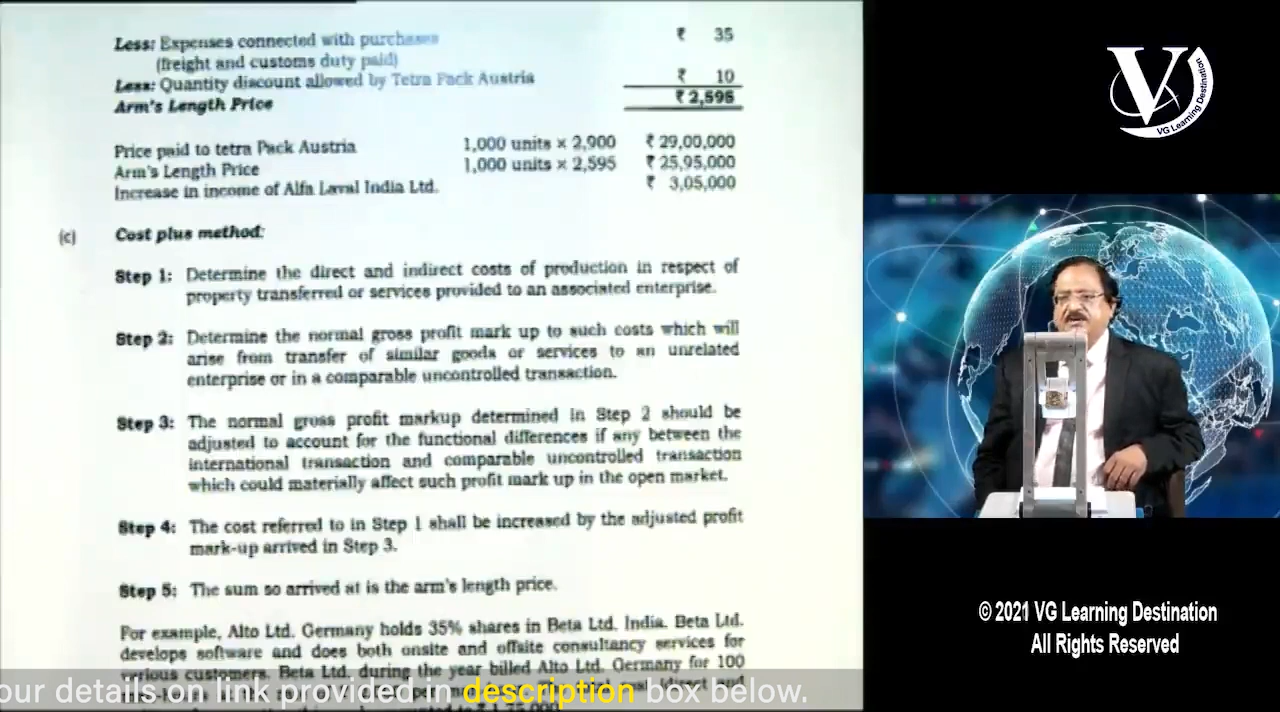 Less: Expenses connected with purchases ₹ 35
(freight and customs duty paid)
Less: Quantity discount allowed by Tetra Pack Austria ₹ 10
Arm's Length Price ₹ 2,595
Price paid to tetra Pack Austria 1,000 units × 2,900 ₹ 29,00,000
Arm's Length Price 1,000 units × 2,595 ₹ 25,95,000
Increase in income of Alfa Laval India Ltd. ₹ 3,05,000
(c) Cost plus method:
Step 1: Determine the direct and indirect costs of production in respect of
property transferred or services provided to an associated enterprise.
Step 2: Determine the normal gross profit mark up to such costs which will
arise from transfer of similar goods or services to an unrelated
enterprise or in a comparable uncontrolled transaction.
Step 3: The normal gross profit markup determined in Step 2 should be
adjusted to account for the functional differences if any between the
international transaction and comparable uncontrolled transaction
which could materially affect such profit mark up in the open market.
Step 4: The cost referred to in Step 1 shall be increased by the adjusted profit
mark-up arrived in Step 3.
Step 5: The sum so arrived at is the arm's length price.
For example, Alto Ltd. Germany holds 35% shares in Beta Ltd. India. Beta Ltd.
develops software and does both onsite and offsite consultancy services for
various customers. Beta Ltd. during the year billed Alto Ltd. Germany for 100
our details on link provided in description box below.
V
VG Learning Destination
© 2021 VG Learning Destination
All Rights Reserved